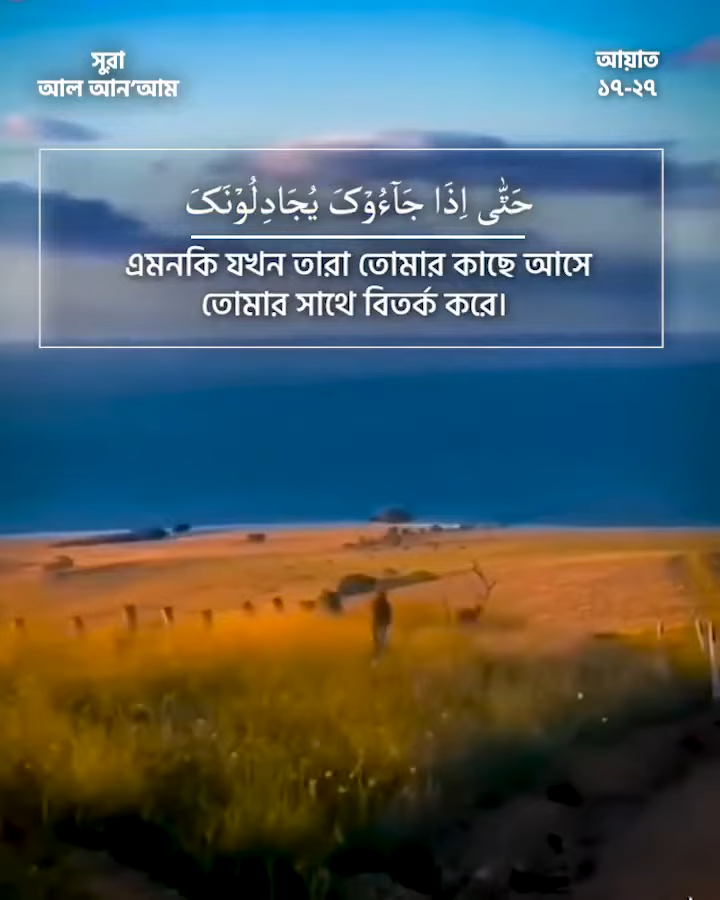 সুরা
আল আন'আম
আয়াত
১৭-২৭
حَتّٰٓى اِذَا جَآءُوْكَ يُجَادِلُوْنَكَ
এমনকি যখন তারা তোমার কাছে আসে
তোমার সাথে বিতর্ক করে।